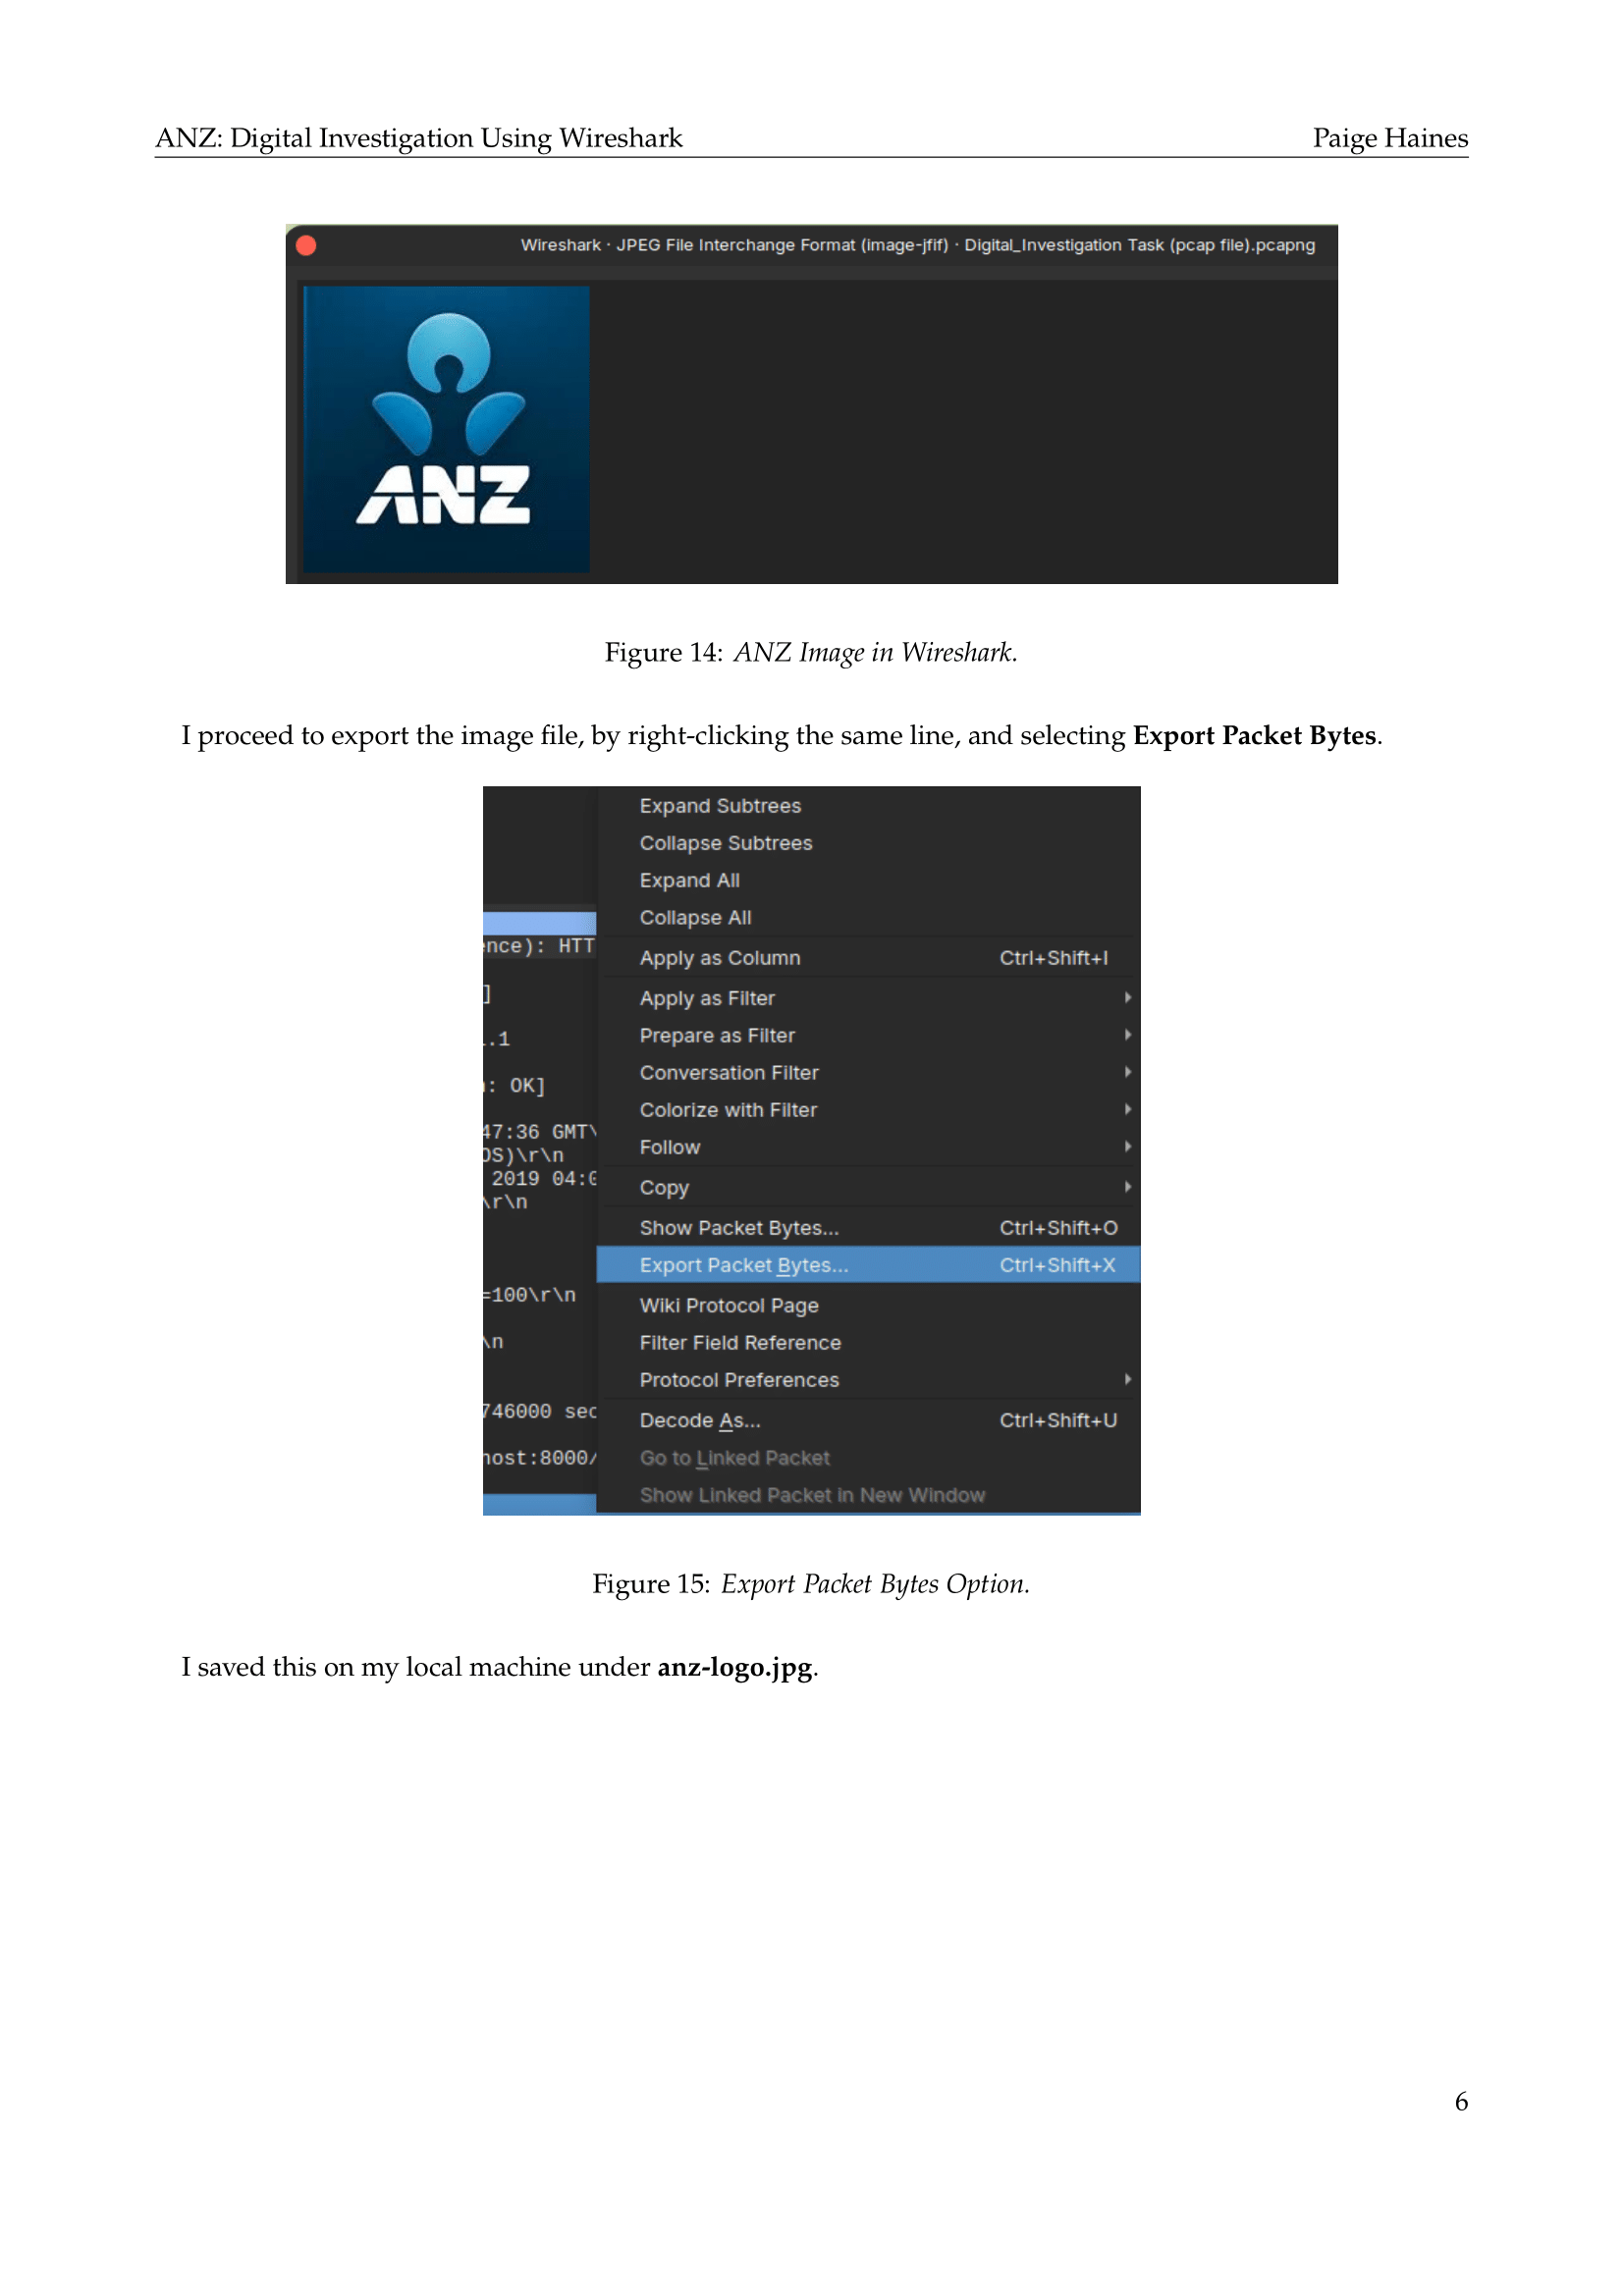 ANZ: Digital Investigation Using Wireshark Paige Haines
Wireshark · JPEG File Interchange Format (image-jfif) · Digital_Investigation Task (pcap file).pcapng
ANZ
Figure 14: ANZ Image in Wireshark.
I proceed to export the image file, by right-clicking the same line, and selecting Export Packet Bytes.
Expand Subtrees
Collapse Subtrees
Expand All
Collapse All
ence): HTT
Apply as Column Ctrl+Shift+I
]
Apply as Filter
.1
Prepare as Filter
Conversation Filter
: OK]
Colorize with Filter
47:36 GMT\
Follow
OS)\r\n
2019 04:0
Copy
\r\n
Show Packet Bytes... Ctrl+Shift+O
Export Packet Bytes... Ctrl+Shift+X
=100\r\n
Wiki Protocol Page
\n
Filter Field Reference
Protocol Preferences
746000 sec
Decode As... Ctrl+Shift+U
host:8000/
Go to Linked Packet
Show Linked Packet in New Window
Figure 15: Export Packet Bytes Option.
I saved this on my local machine under anz-logo.jpg.
6